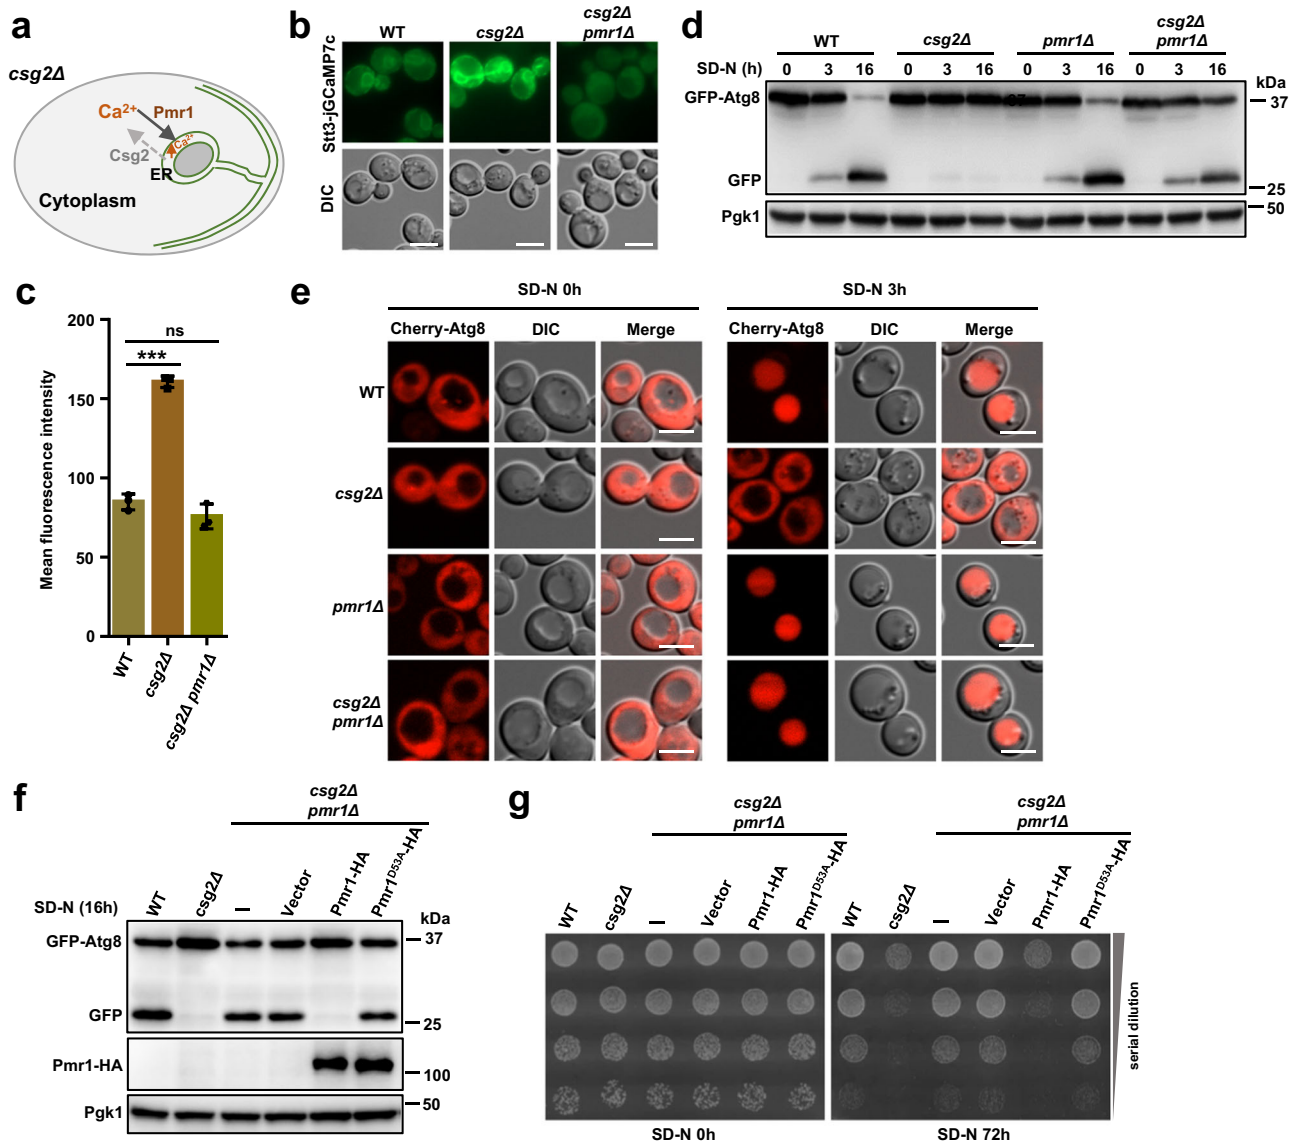 a
csg2Δ
Ca²⁺
Pmr1
Ca²⁺
Csg2
ER
Cytoplasm
b
WT
csg2Δ
csg2Δ
pmr1Δ
Stt3-jGCaMP7c
DIC
d
WT
csg2Δ
pmr1Δ
csg2Δ
pmr1Δ
SD-N (h)
0 3 16 0 3 16 0 3 16 0 3 16
kDa
GFP-Atg8
37
37
GFP
25
Pgk1
50
c
Mean fluorescence intensity
200
150
100
50
0
ns
***
WT
csg2Δ
csg2Δ pmr1Δ
e
SD-N 0h
SD-N 3h
Cherry-Atg8 DIC Merge
Cherry-Atg8 DIC Merge
WT
csg2Δ
pmr1Δ
csg2Δ
pmr1Δ
f
csg2Δ
pmr1Δ
SD-N (16h)
WT
csg2Δ
–
Vector
Pmr1-HA
Pmr1ᴰ⁵³ᴬ-HA
kDa
GFP-Atg8
37
GFP
25
Pmr1-HA
100
Pgk1
50
g
csg2Δ
pmr1Δ
csg2Δ
pmr1Δ
WT
csg2Δ
–
Vector
Pmr1-HA
Pmr1ᴰ⁵³ᴬ-HA
WT
csg2Δ
–
Vector
Pmr1-HA
Pmr1ᴰ⁵³ᴬ-HA
serial dilution
SD-N 0h
SD-N 72h